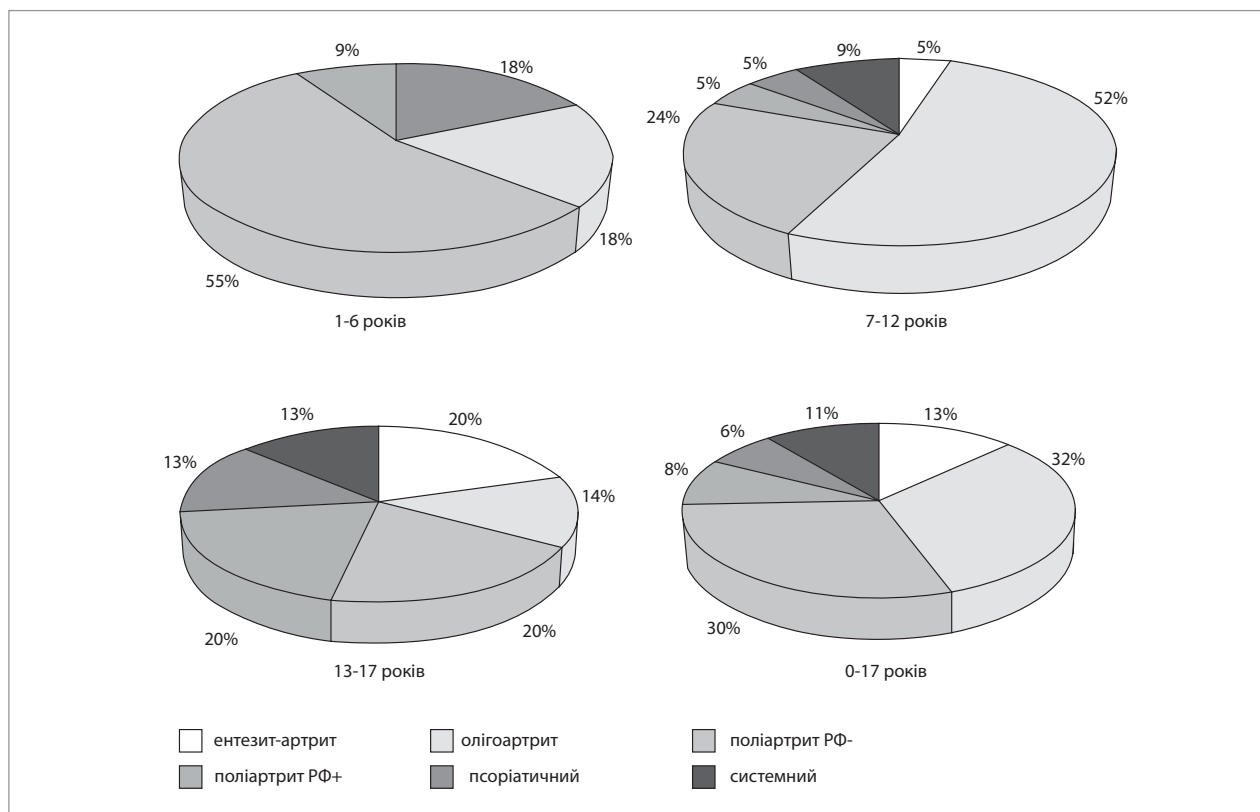 9%
18%
18%
55%
1-6 років
5%
9%
5%
5%
52%
24%
7-12 років
13%
20%
13%
14%
20%
20%
13-17 років
11%
13%
6%
32%
8%
30%
0-17 років
ентезит-артрит
олігоартрит
поліартрит РФ-
поліартрит РФ+
псоріатичний
системний